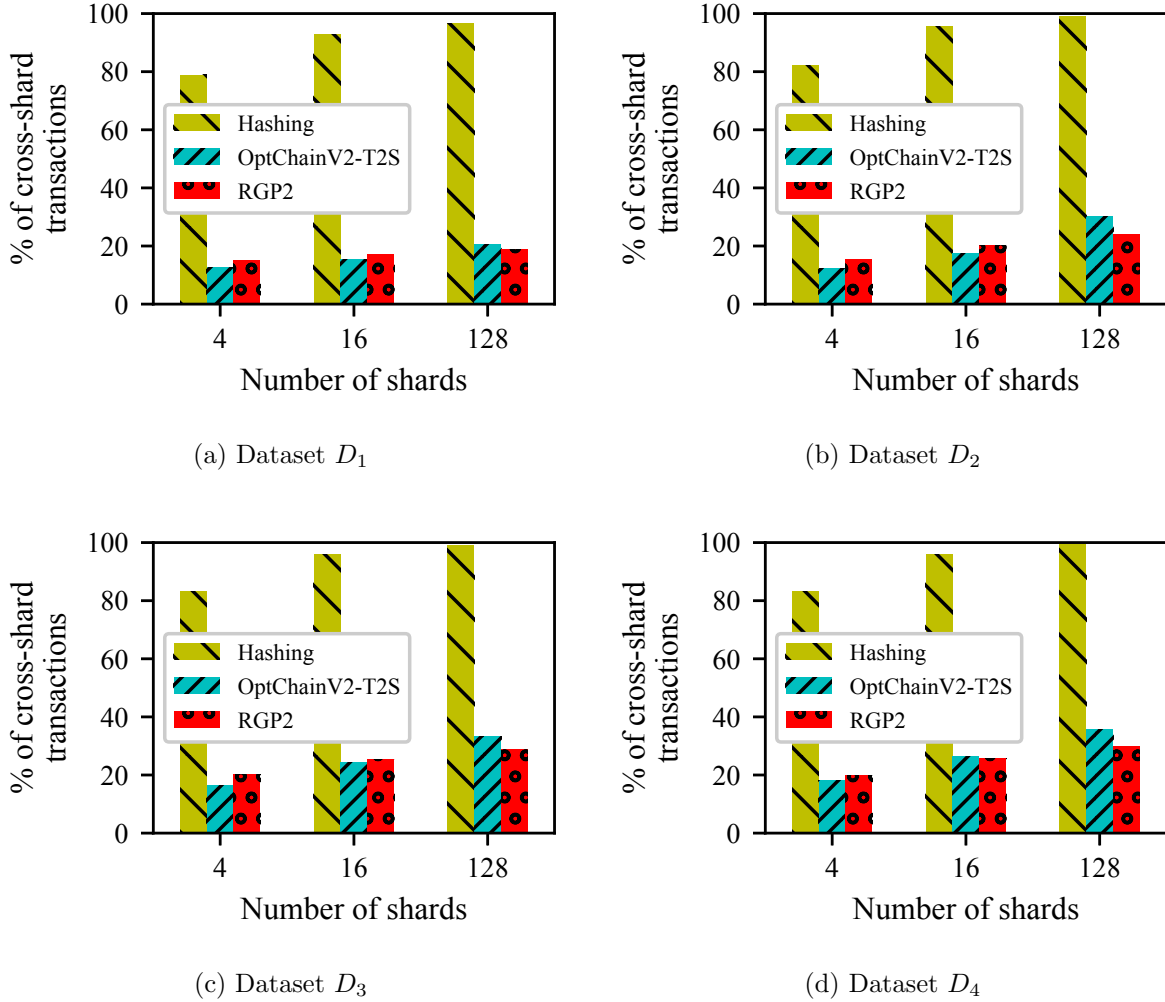 % of cross-shard
transactions
100
80
60
40
20
0
Hashing
OptChainV2-T2S
RGP2
4 16 128
Number of shards
(a) Dataset D1
% of cross-shard
transactions
100
80
60
40
20
0
Hashing
OptChainV2-T2S
RGP2
4 16 128
Number of shards
(b) Dataset D2
% of cross-shard
transactions
100
80
60
40
20
0
Hashing
OptChainV2-T2S
RGP2
4 16 128
Number of shards
(c) Dataset D3
% of cross-shard
transactions
100
80
60
40
20
0
Hashing
OptChainV2-T2S
RGP2
4 16 128
Number of shards
(d) Dataset D4